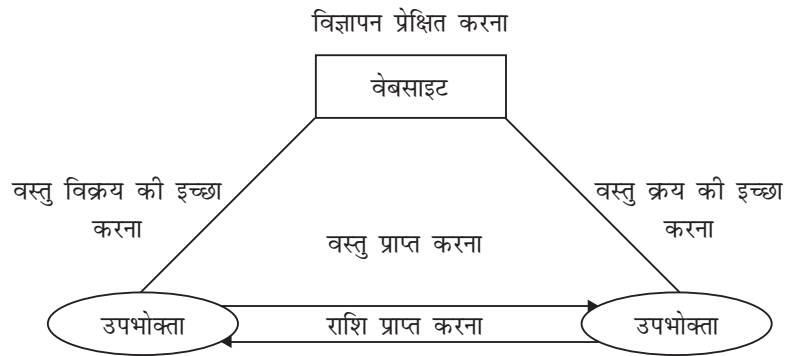 विज्ञापन प्रेक्षित करना
वेबसाइट
वस्तु विक्रय की इच्छा
करना
वस्तु क्रय की इच्छा
करना
वस्तु प्राप्त करना
उपभोक्ता
राशि प्राप्त करना
उपभोक्ता